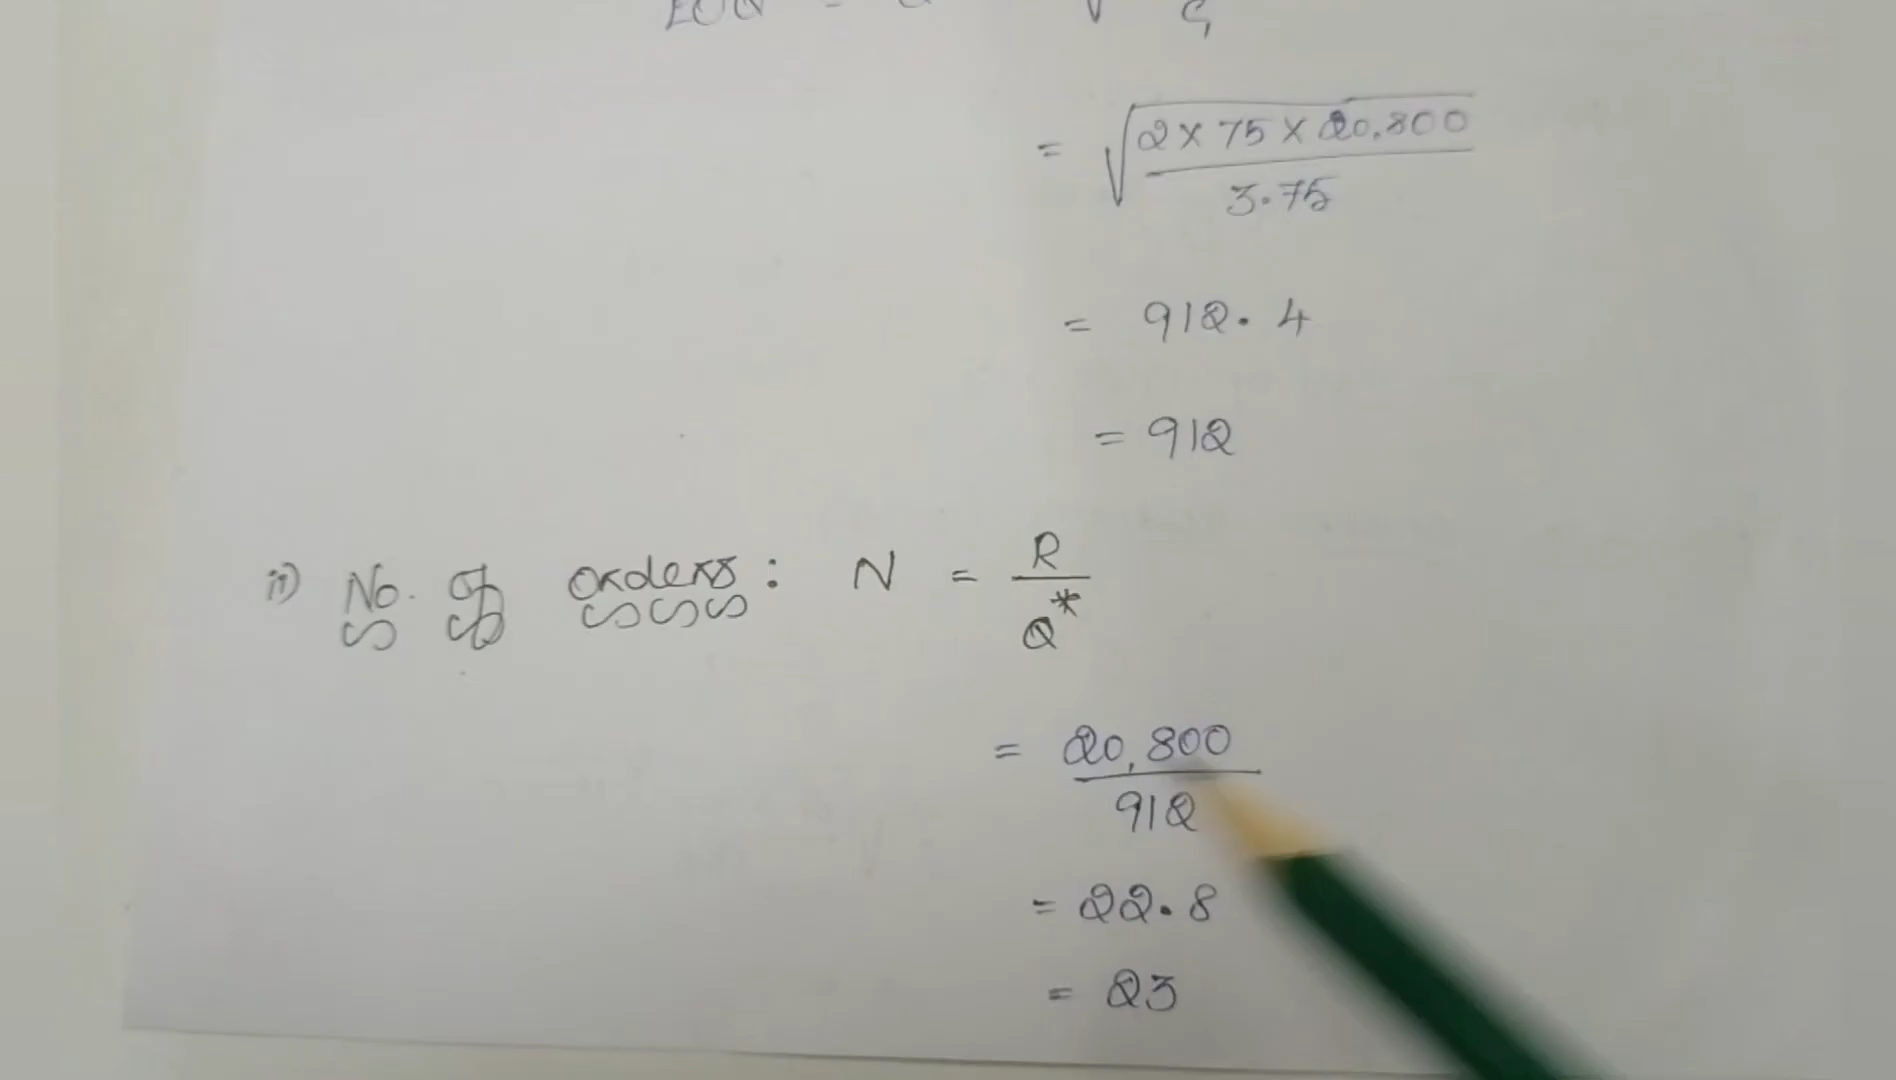 EOQ =
= √ 2 × 75 × 20,800 / 3.75
= 912.4
= 912
ii) No. of orders : N = R / Q*
= 20,800 / 912
= 22.8
= 23